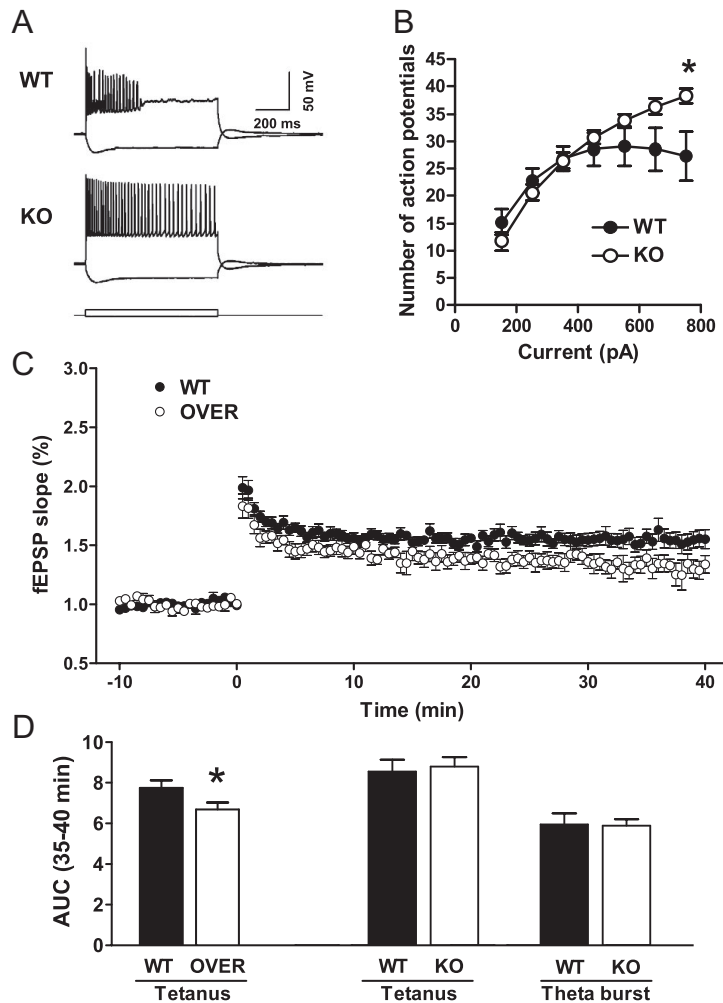 A
WT
50 mV
200 ms
KO
B
*
Number of action potentials
45
40
35
30
25
20
15
10
5
0
WT
KO
0 200 400 600 800
Current (pA)
C
WT
OVER
fEPSP slope (%)
3.0
2.5
2.0
1.5
1.0
0.5
-10 0 10 20 30 40
Time (min)
D
*
AUC (35-40 min)
10
8
6
4
2
0
WT OVER WT KO WT KO
Tetanus Tetanus Theta burst